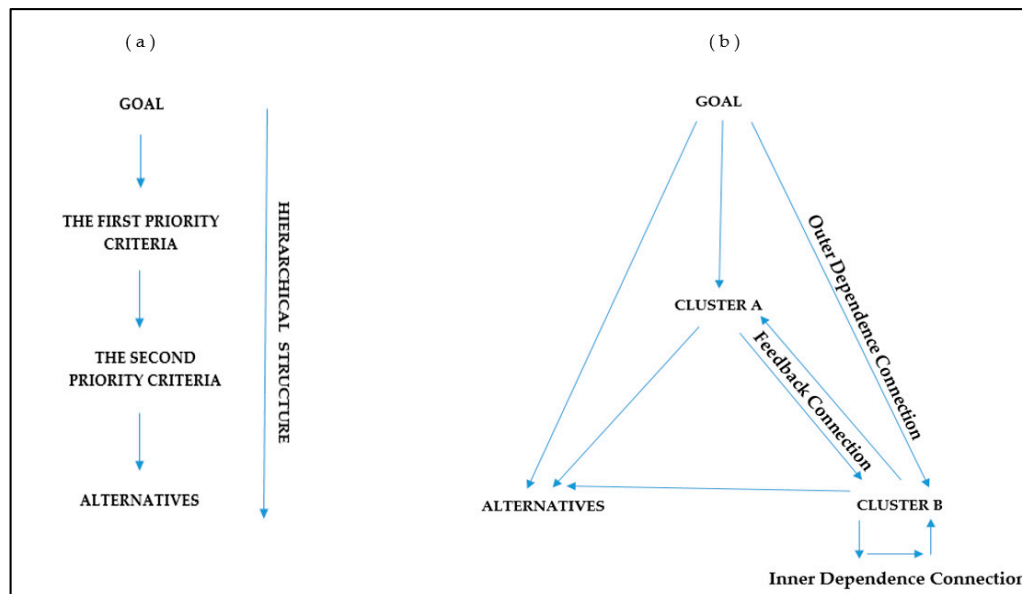 ( a )
GOAL
THE FIRST PRIORITY
CRITERIA
THE SECOND
PRIORITY CRITERIA
ALTERNATIVES
HIERARCHICAL STRUCTURE
( b )
GOAL
Outer Dependence Connection
CLUSTER A
Feedback Connection
ALTERNATIVES
CLUSTER B
Inner Dependence Connection